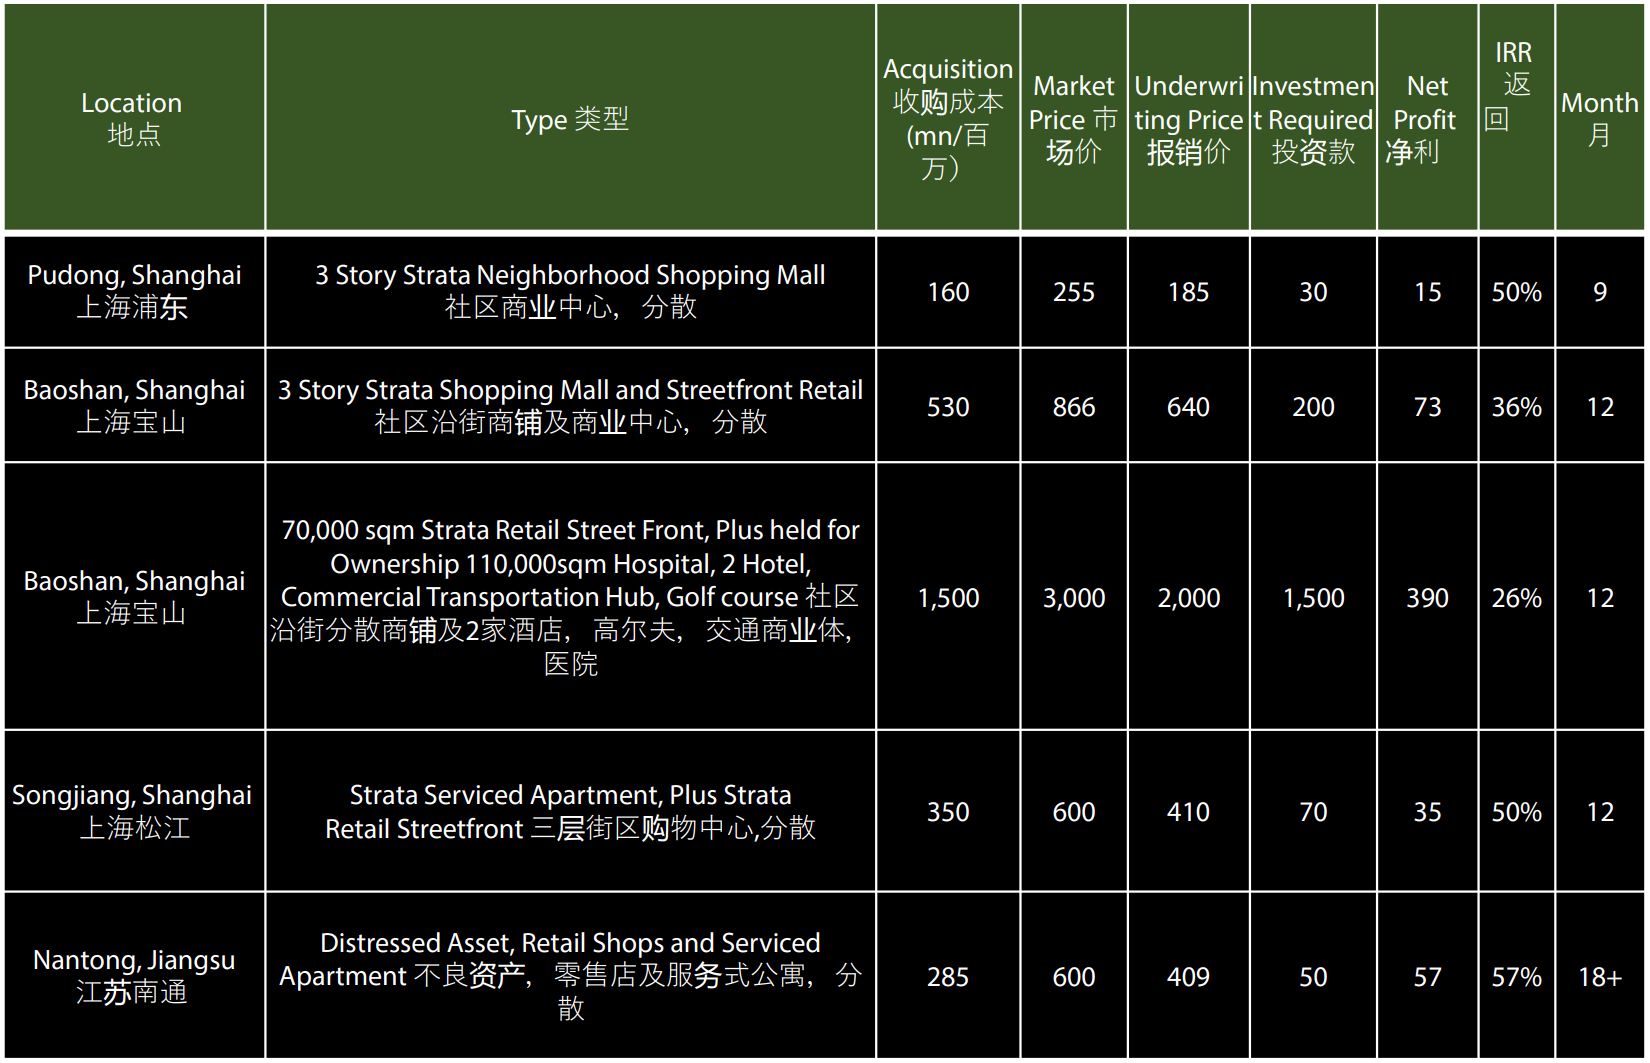 Location
地点
Type 类型
Acquisition
收购成本
(mn/百
万）
Market
Price 市
场价
Underwri
ting Price
报销价
Investmen
t Required
投资款
Net
Profit
净利
IRR
返
回
Month
月
Pudong, Shanghai
上海浦东
3 Story Strata Neighborhood Shopping Mall
社区商业中心，分散
160
255
185
30
15
50%
9
Baoshan, Shanghai
上海宝山
3 Story Strata Shopping Mall and Streetfront Retail
社区沿街商铺及商业中心，分散
530
866
640
200
73
36%
12
Baoshan, Shanghai
上海宝山
70,000 sqm Strata Retail Street Front, Plus held for
Ownership 110,000sqm Hospital, 2 Hotel,
Commercial Transportation Hub, Golf course 社区
沿街分散商铺及2家酒店，高尔夫，交通商业体，
医院
1,500
3,000
2,000
1,500
390
26%
12
Songjiang, Shanghai
上海松江
Strata Serviced Apartment, Plus Strata
Retail Streetfront 三层街区购物中心,分散
350
600
410
70
35
50%
12
Nantong, Jiangsu
江苏南通
Distressed Asset, Retail Shops and Serviced
Apartment 不良资产，零售店及服务式公寓，分
散
285
600
409
50
57
57%
18+